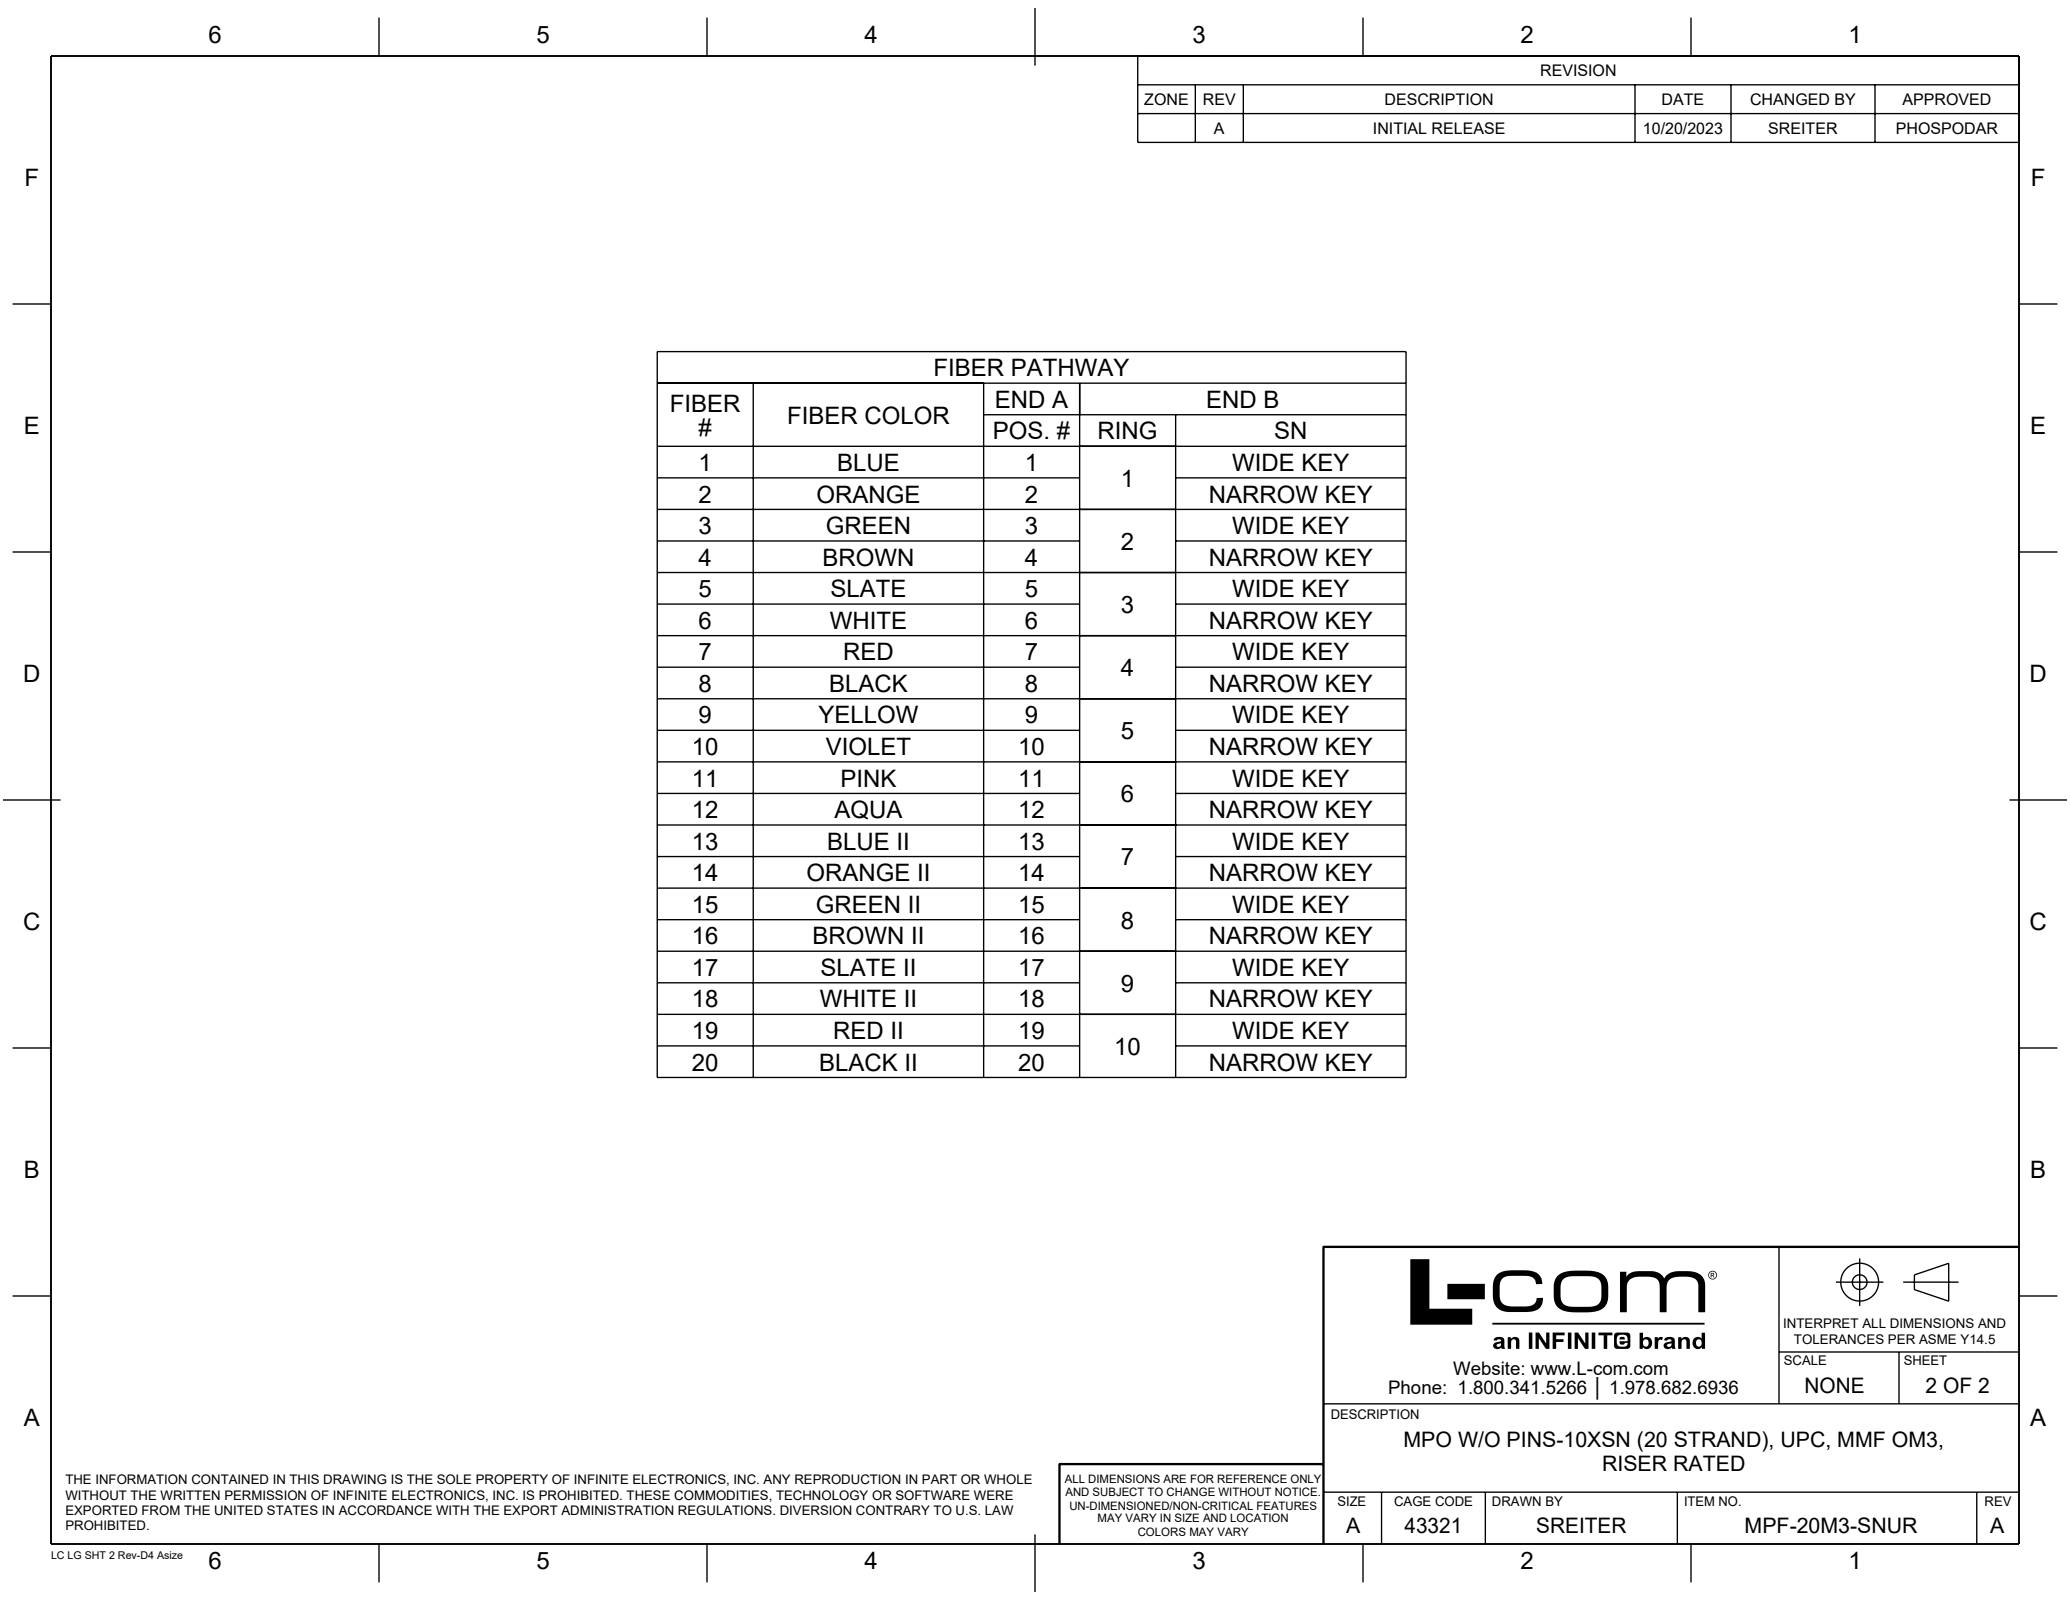 6 5 4 3 2 1
REVISION
ZONE REV DESCRIPTION DATE CHANGED BY APPROVED
A INITIAL RELEASE 10/20/2023 SREITER PHOSPODAR
F F
FIBER PATHWAY
FIBER # FIBER COLOR END A END B
POS. # RING SN
E E
1 BLUE 1 1 WIDE KEY
2 ORANGE 2 NARROW KEY
3 GREEN 3 2 WIDE KEY
4 BROWN 4 NARROW KEY
5 SLATE 5 3 WIDE KEY
6 WHITE 6 NARROW KEY
7 RED 7 4 WIDE KEY
D D
8 BLACK 8 NARROW KEY
9 YELLOW 9 5 WIDE KEY
10 VIOLET 10 NARROW KEY
11 PINK 11 6 WIDE KEY
12 AQUA 12 NARROW KEY
13 BLUE II 13 7 WIDE KEY
14 ORANGE II 14 NARROW KEY
15 GREEN II 15 8 WIDE KEY
C C
16 BROWN II 16 NARROW KEY
17 SLATE II 17 9 WIDE KEY
18 WHITE II 18 NARROW KEY
19 RED II 19 10 WIDE KEY
20 BLACK II 20 NARROW KEY
B B
L-com®
an INFINITe brand
Website: www.L-com.com
Phone: 1.800.341.5266 | 1.978.682.6936
INTERPRET ALL DIMENSIONS AND
TOLERANCES PER ASME Y14.5
SCALE SHEET
NONE 2 OF 2
A A
DESCRIPTION
MPO W/O PINS-10XSN (20 STRAND), UPC, MMF OM3,
RISER RATED
THE INFORMATION CONTAINED IN THIS DRAWING IS THE SOLE PROPERTY OF INFINITE ELECTRONICS, INC. ANY REPRODUCTION IN PART OR WHOLE
WITHOUT THE WRITTEN PERMISSION OF INFINITE ELECTRONICS, INC. IS PROHIBITED. THESE COMMODITIES, TECHNOLOGY OR SOFTWARE WERE
EXPORTED FROM THE UNITED STATES IN ACCORDANCE WITH THE EXPORT ADMINISTRATION REGULATIONS. DIVERSION CONTRARY TO U.S. LAW
PROHIBITED.
ALL DIMENSIONS ARE FOR REFERENCE ONLY
AND SUBJECT TO CHANGE WITHOUT NOTICE.
UN-DIMENSIONED/NON-CRITICAL FEATURES
MAY VARY IN SIZE AND LOCATION
COLORS MAY VARY
SIZE CAGE CODE DRAWN BY ITEM NO. REV
A 43321 SREITER MPF-20M3-SNUR A
LC LG SHT 2 Rev-D4 Asize
6 5 4 3 2 1